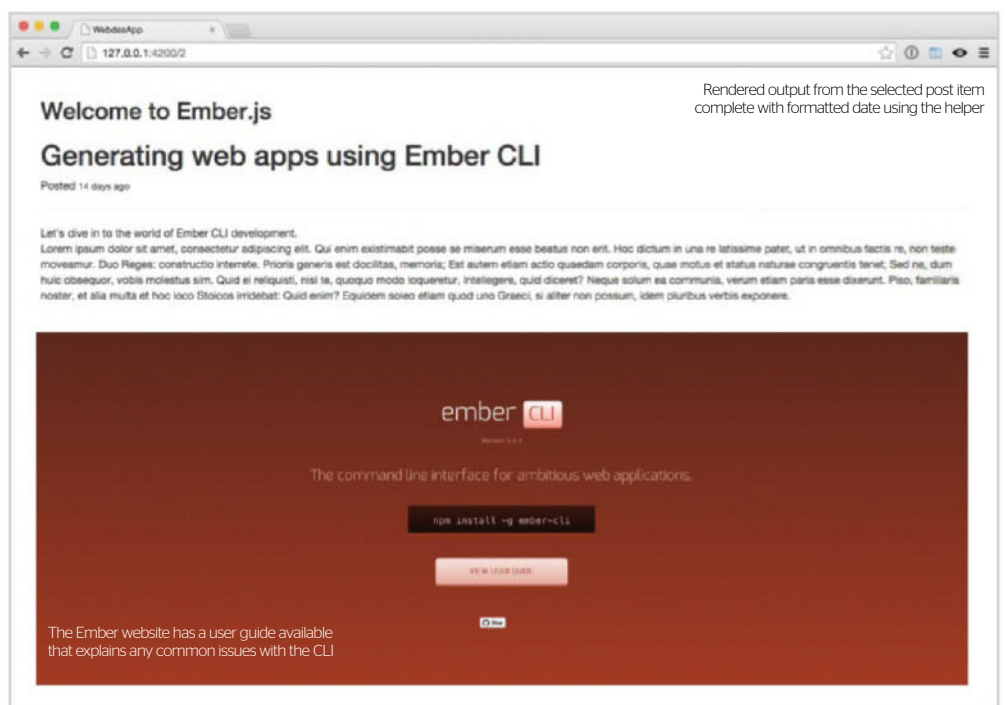 WebdesApp
127.0.0.1:4200/2
Rendered output from the selected post item
complete with formatted date using the helper
Welcome to Ember.js
Generating web apps using Ember CLI
Posted 14 days ago
Let's dive in to the world of Ember CLI development.
Lorem ipsum dolor sit amet, consectetur adipiscing elit. Qui enim existimabit posse se miserum esse beatus non erit. Hoc dictum in una re latissime patet, ut in omnibus factis re, non teste
moveamur. Duo Reges: constructio interrete. Prioris generis est docilitas, memoria; Est autem etiam actio quaedam corporis, quae motus et status naturae congruentis tenet; Sed ne, dum
huic obsequor, vobis molestus sim. Quid ei reliquisti, nisi te, quoquo modo loqueretur, intellegere, quid diceret? Neque solum ea communia, verum etiam paria esse dixerunt. Piso, familiaris
noster, et alia multa et hoc loco Stoicos irridebat: Quid enim? Equidem soleo etiam quod uno Graeci, si aliter non possum, idem pluribus verbis exponere.
ember CLI
The command line interface for ambitious web applications.
npm install -g ember-cli
VIEW USER GUIDE
The Ember website has a user guide available
that explains any common issues with the CLI